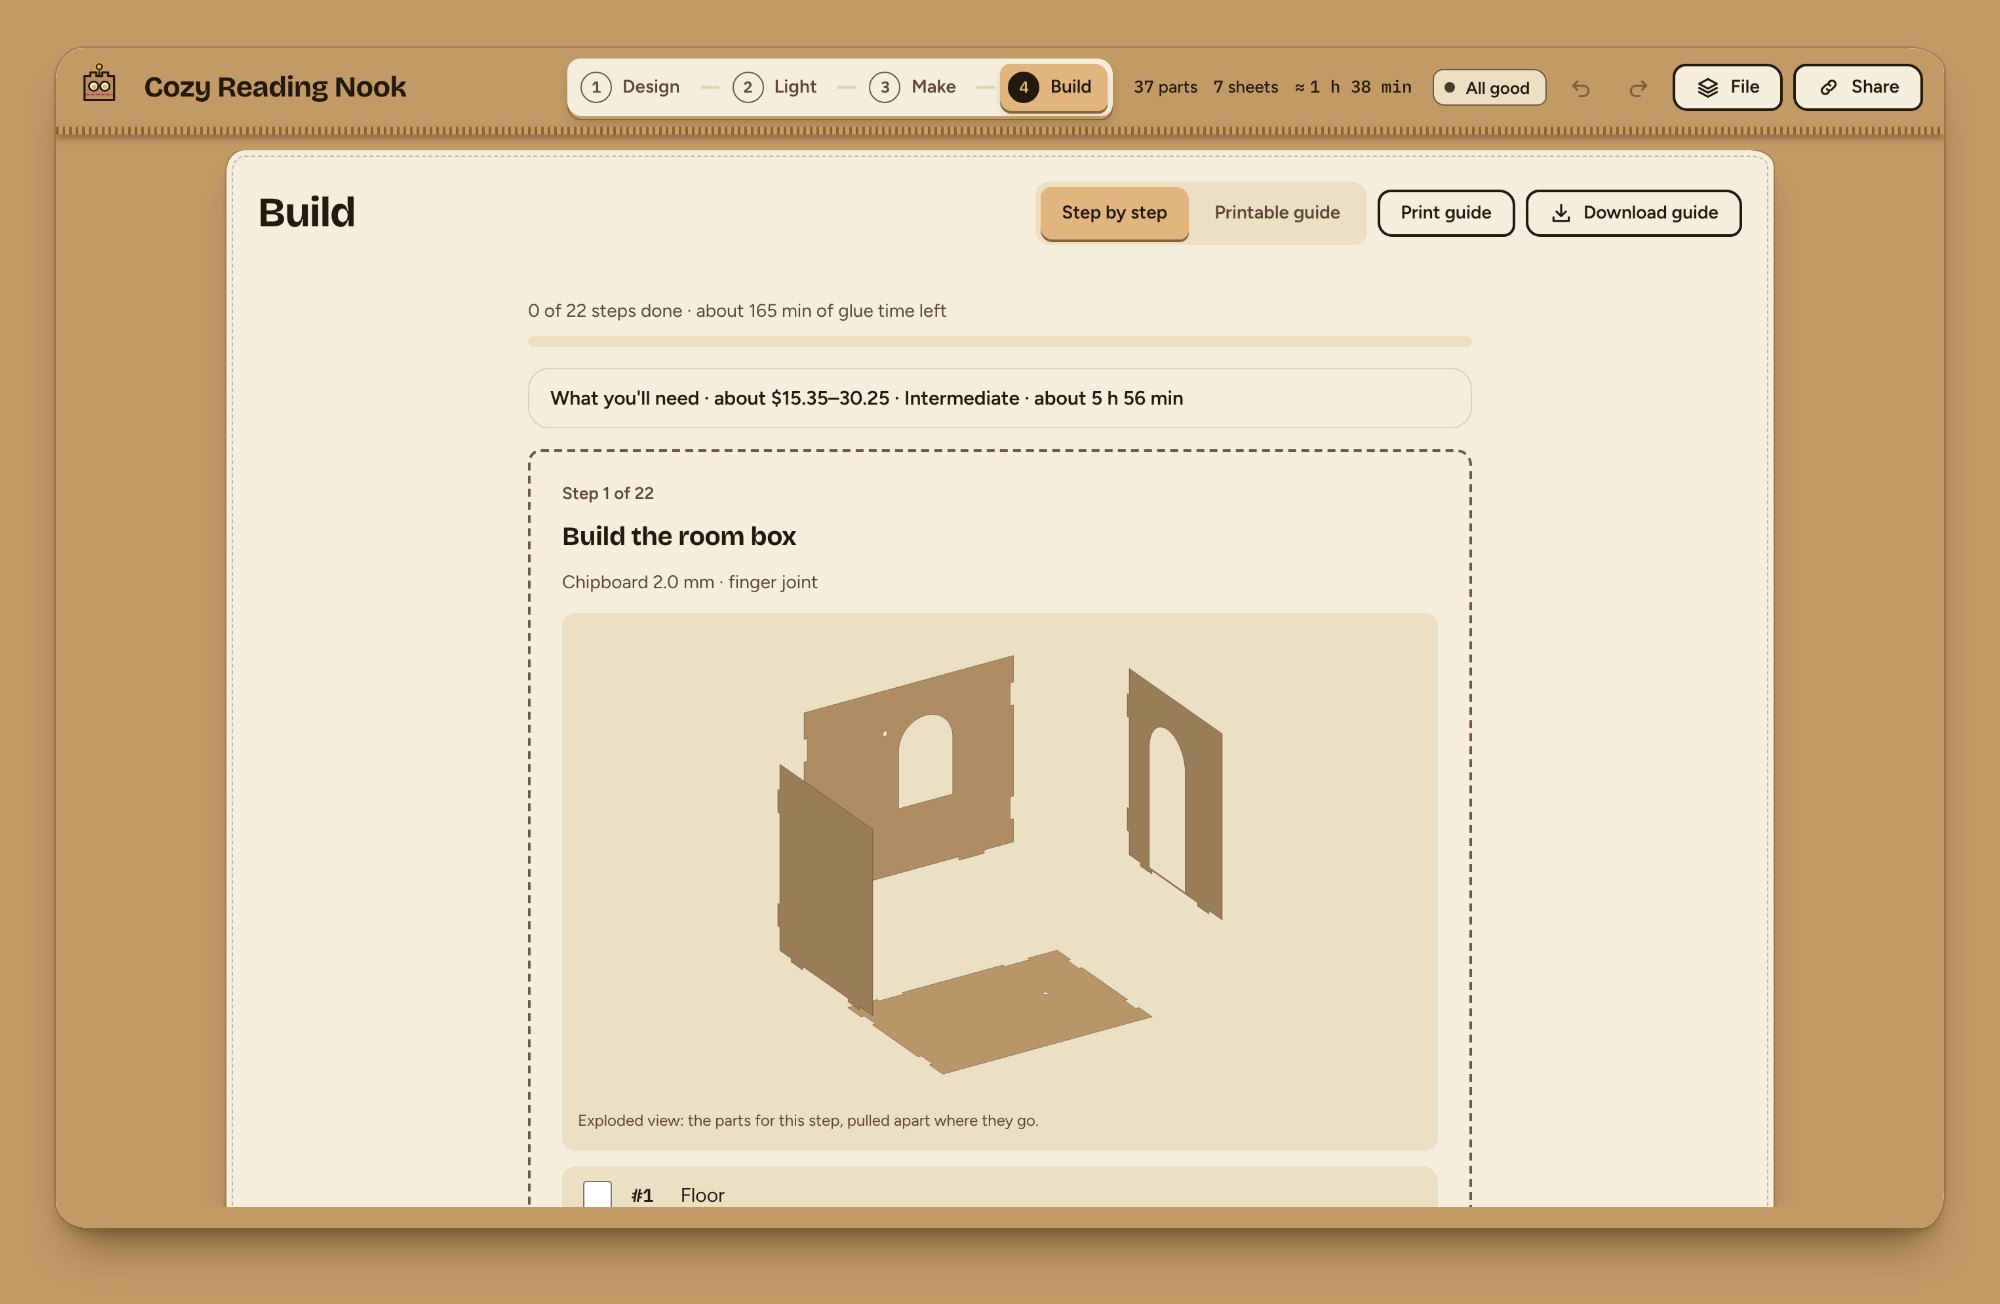 Cozy Reading Nook
1 Design
2 Light
3 Make
4 Build
37 parts 7 sheets ≈ 1 h 38 min
All good
File
Share
Build
Step by step
Printable guide
Print guide
Download guide
0 of 22 steps done · about 165 min of glue time left
What you'll need · about $15.35–30.25 · Intermediate · about 5 h 56 min
Step 1 of 22
Build the room box
Chipboard 2.0 mm · finger joint
Exploded view: the parts for this step, pulled apart where they go.
#1 Floor